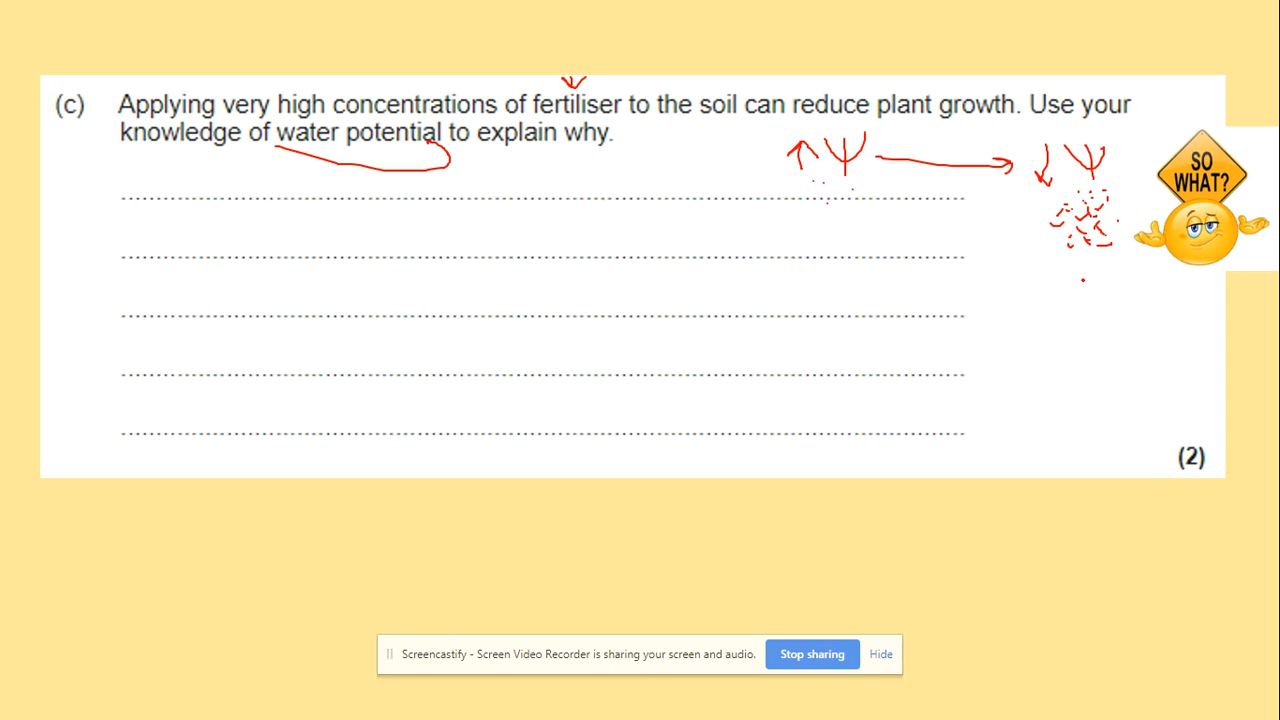 (c) Applying very high concentrations of fertiliser to the soil can reduce plant growth. Use your
knowledge of water potential to explain why.
↑ Ψ → ↓ Ψ
SO
WHAT?
(2)
Screencastify - Screen Video Recorder is sharing your screen and audio. Stop sharing Hide